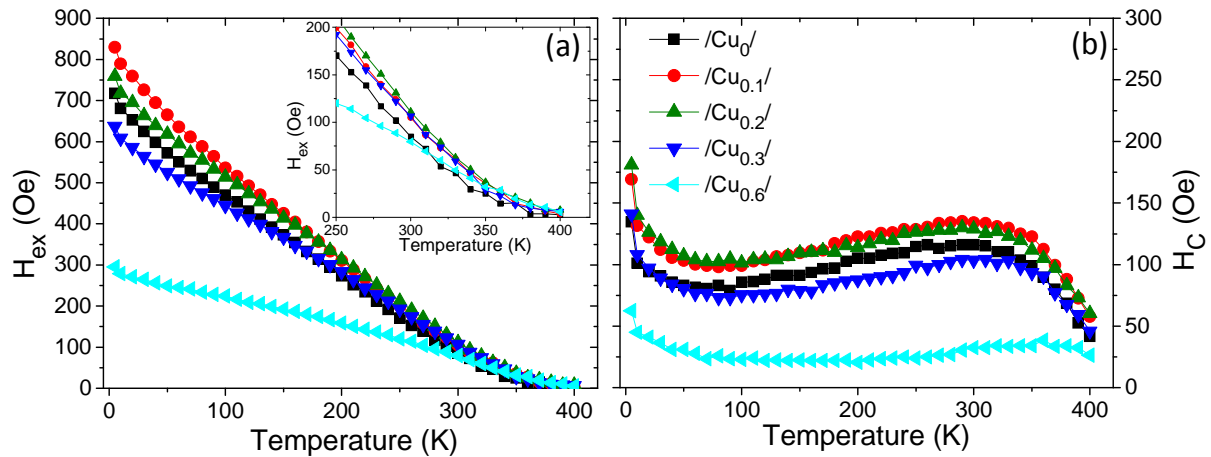 900
800
700
600
500
400
300
200
100
0
H_ex (Oe)
0 100 200 300 400
Temperature (K)
200
150
100
50
0
H_ex (Oe)
250 300 350 400
Temperature (K)
(a)
/Cu_0/
/Cu_0.1/
/Cu_0.2/
/Cu_0.3/
/Cu_0.6/
(b)
300
250
200
150
100
50
0
H_C (Oe)
0 100 200 300 400
Temperature (K)